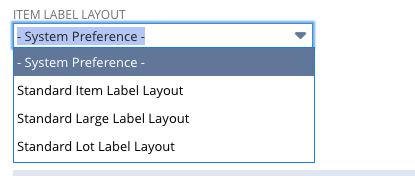 ITEM LABEL LAYOUT
- System Preference -
- System Preference -
Standard Item Label Layout
Standard Large Label Layout
Standard Lot Label Layout